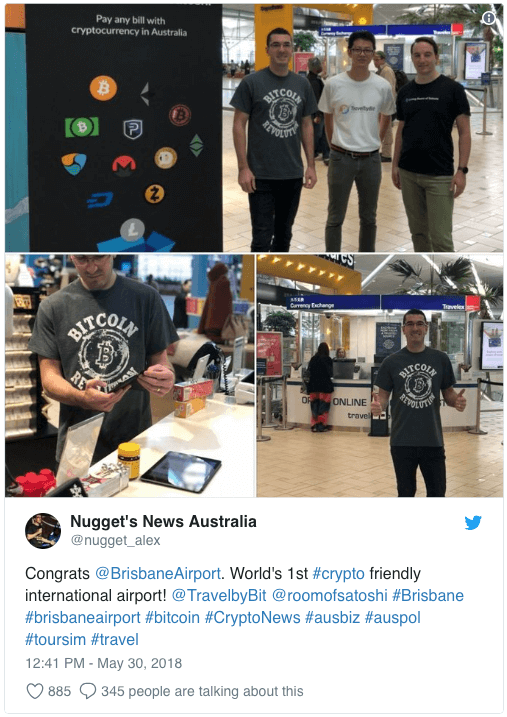 Pay any bill with
cryptocurrency in Australia
BITCOIN
REVOLUTION
TravelbyBit
Travelex
BITCOIN
Currency Exchange
Travelex
BITCOIN
REVOLUTION
ONLINE
travel
Nugget's News Australia
@nugget_alex
Congrats @BrisbaneAirport. World's 1st #crypto friendly
international airport! @TravelbyBit @roomofsatoshi #Brisbane
#brisbaneairport #bitcoin #CryptoNews #ausbiz #auspol
#toursim #travel
12:41 PM - May 30, 2018
885 345 people are talking about this